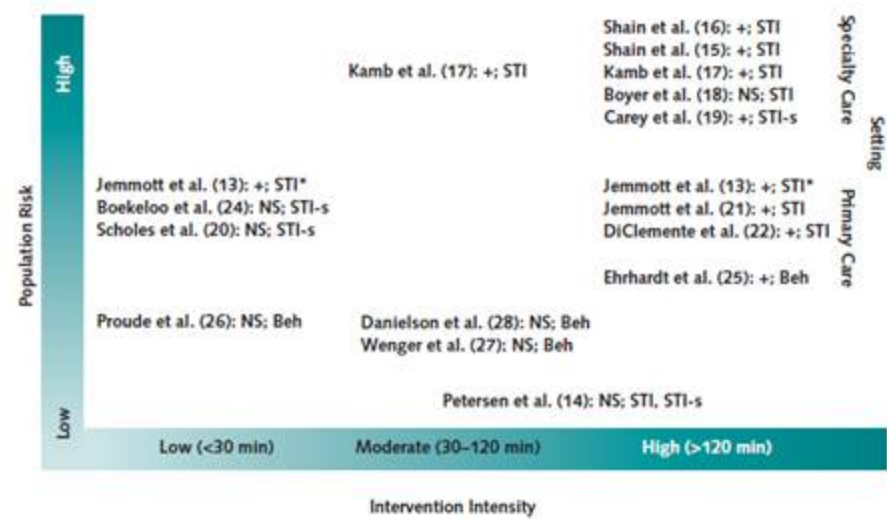 High
Population Risk
Low
Shain et al. (16): +; STI
Shain et al. (15): +; STI
Kamb et al. (17): +; STI
Kamb et al. (17): +; STI
Boyer et al. (18): NS; STI
Carey et al. (19): +; STI-s
Specialty Care
Setting
Primary Care
Jemmott et al. (13): +; STI*
Boekeloo et al. (24): NS; STI-s
Scholes et al. (20): NS; STI-s
Jemmott et al. (13): +; STI*
Jemmott et al. (21): +; STI
DiClemente et al. (22): +; STI
Ehrhardt et al. (25): +; Beh
Proude et al. (26): NS; Beh
Danielson et al. (28): NS; Beh
Wenger et al. (27): NS; Beh
Petersen et al. (14): NS; STI, STI-s
Low (<30 min)
Moderate (30–120 min)
High (>120 min)
Intervention Intensity